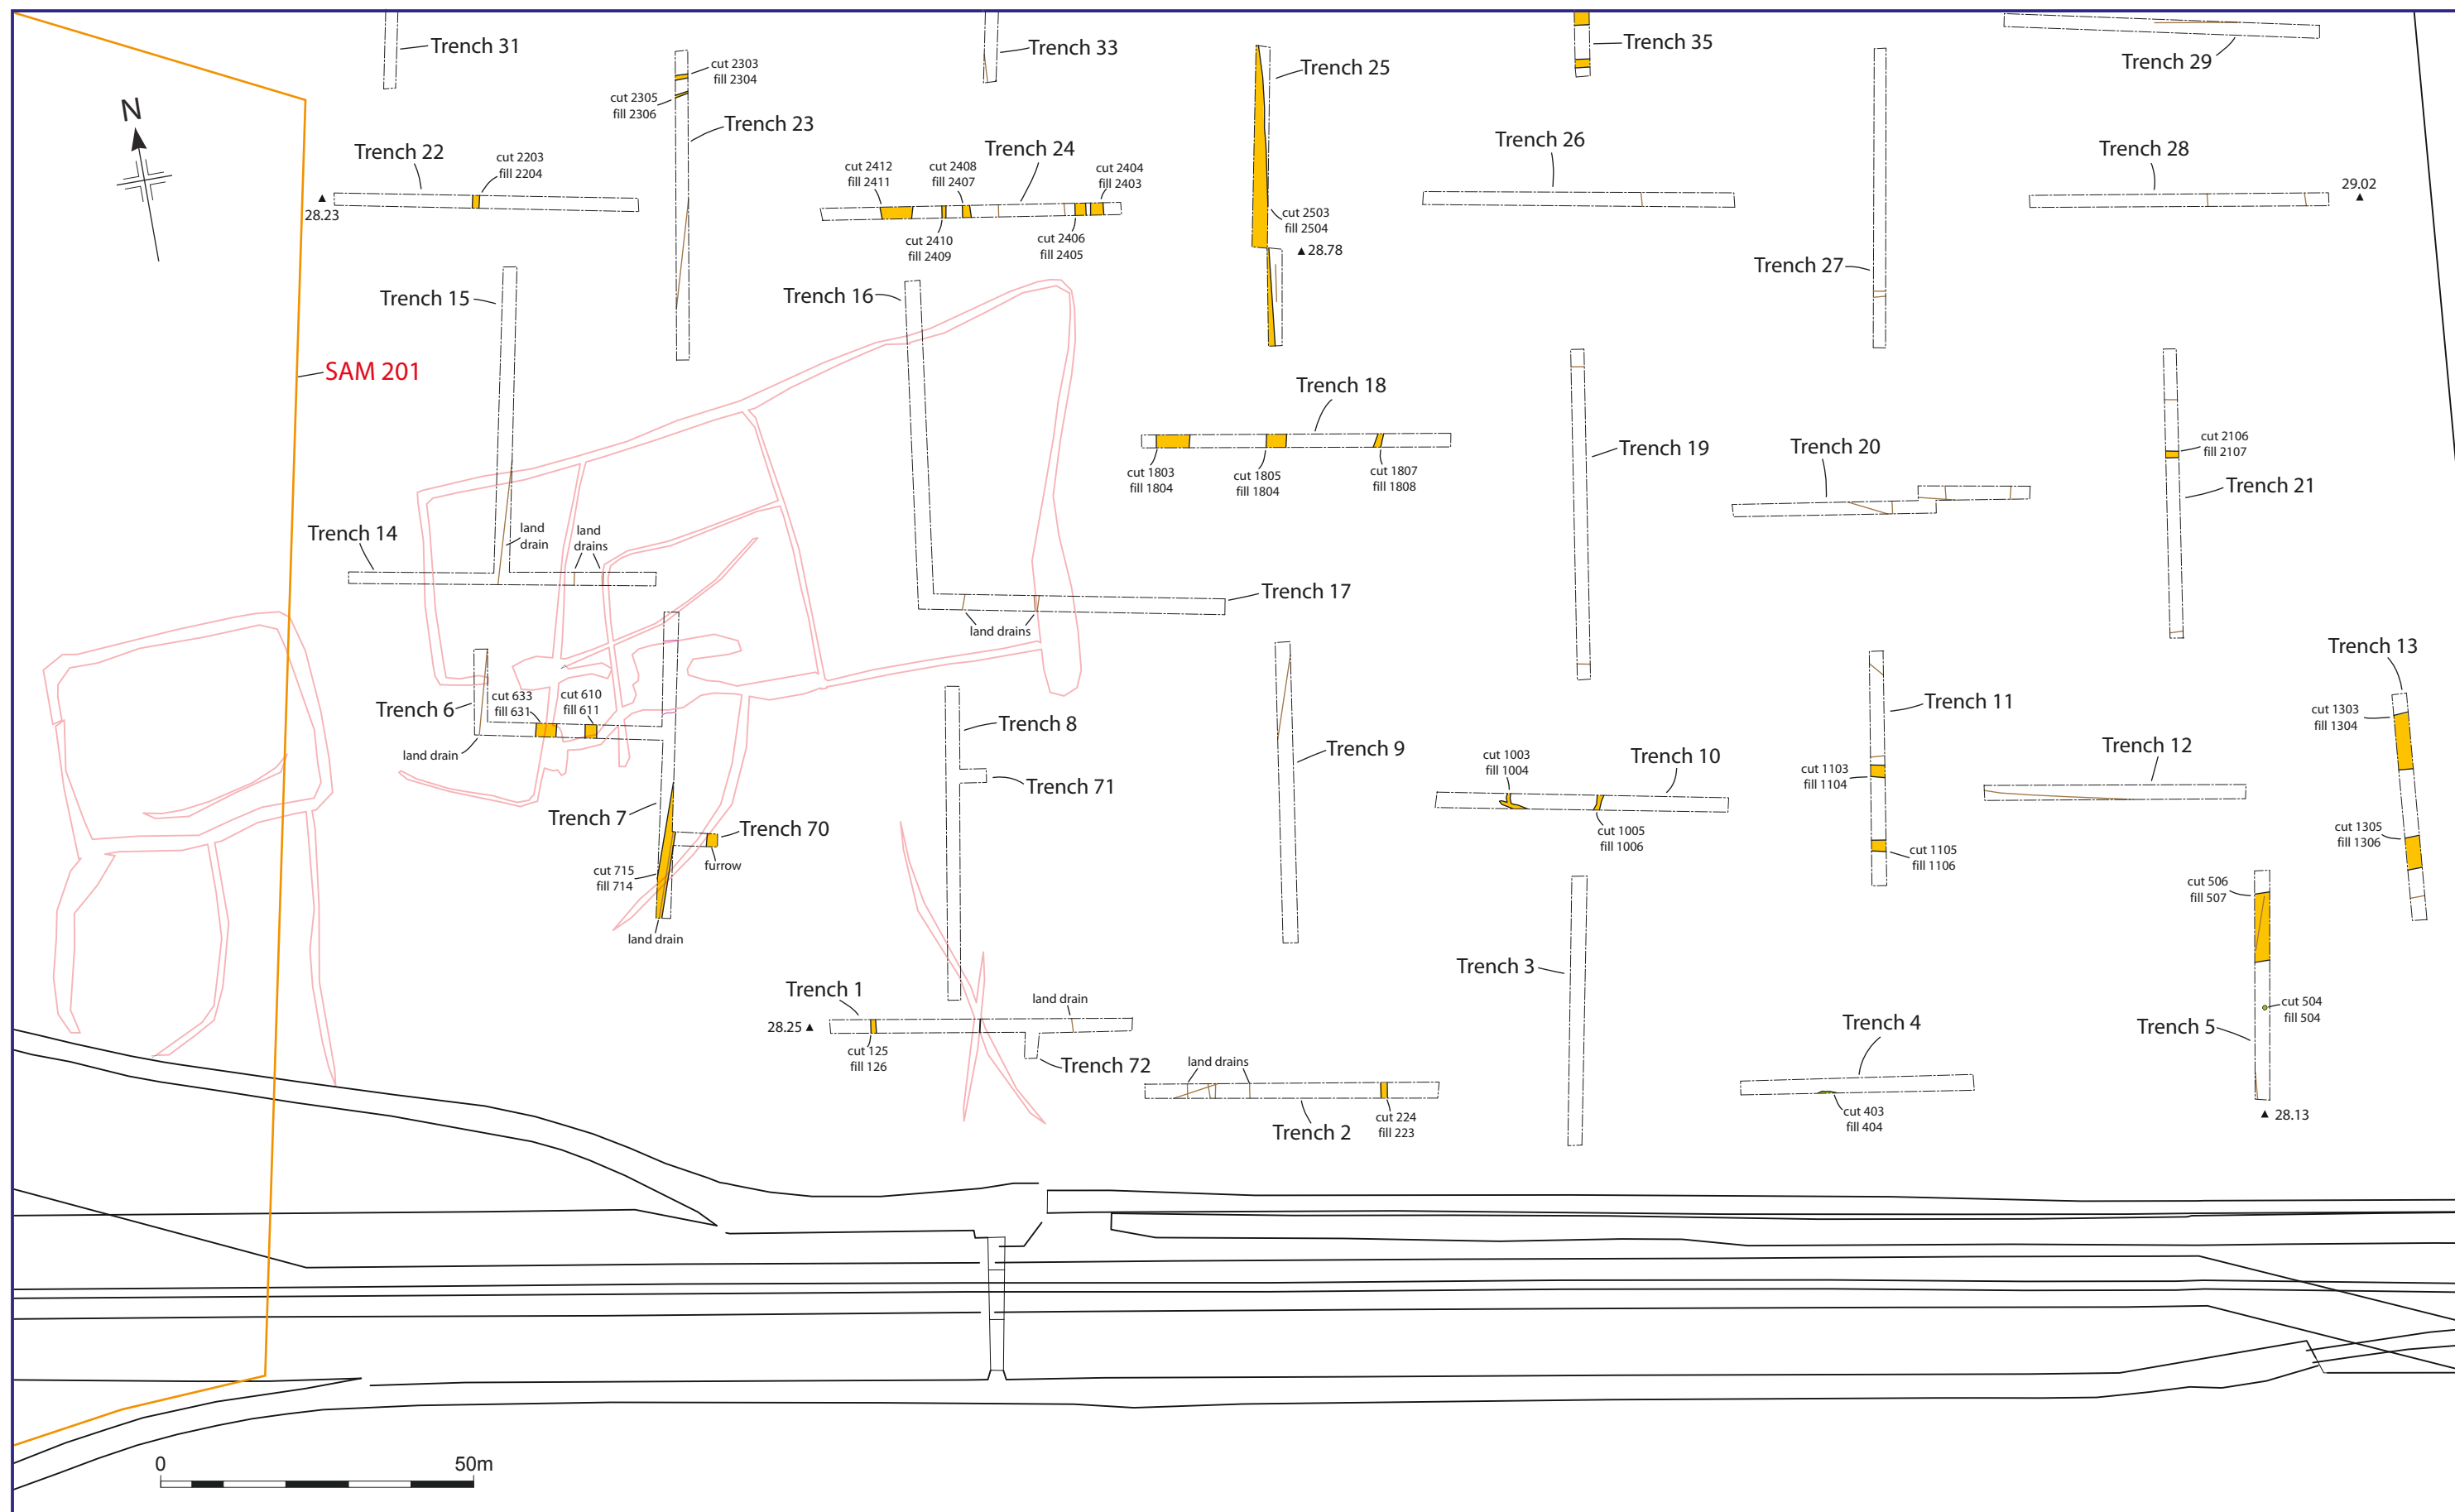 Trench 31
Trench 33
Trench 35
Trench 29
N
cut 2303
fill 2304
Trench 25
cut 2305
fill 2306
Trench 23
Trench 22
cut 2203
fill 2204
28.23
cut 2412
fill 2411
cut 2408
fill 2407
Trench 24
cut 2404
fill 2403
cut 2410
fill 2409
cut 2406
fill 2405
cut 2503
fill 2504
28.78
Trench 26
Trench 28
29.02
Trench 27
Trench 15
Trench 16
SAM 201
Trench 18
cut 1803
fill 1804
cut 1805
fill 1804
cut 1807
fill 1808
Trench 19
Trench 20
cut 2106
fill 2107
Trench 21
Trench 14
land
drain
land
drains
Trench 17
land drains
Trench 13
Trench 6
cut 633
fill 631
cut 610
fill 611
land drain
Trench 8
Trench 71
Trench 9
cut 1003
fill 1004
Trench 10
cut 1005
fill 1006
Trench 11
cut 1103
fill 1104
cut 1105
fill 1106
Trench 12
cut 1303
fill 1304
cut 1305
fill 1306
Trench 7
Trench 70
furrow
cut 715
fill 714
land drain
cut 506
fill 507
cut 504
fill 504
Trench 5
28.13
Trench 3
Trench 4
cut 403
fill 404
Trench 1
28.25
cut 125
fill 126
land drain
Trench 72
land drains
Trench 2
cut 224
fill 223
0 50m